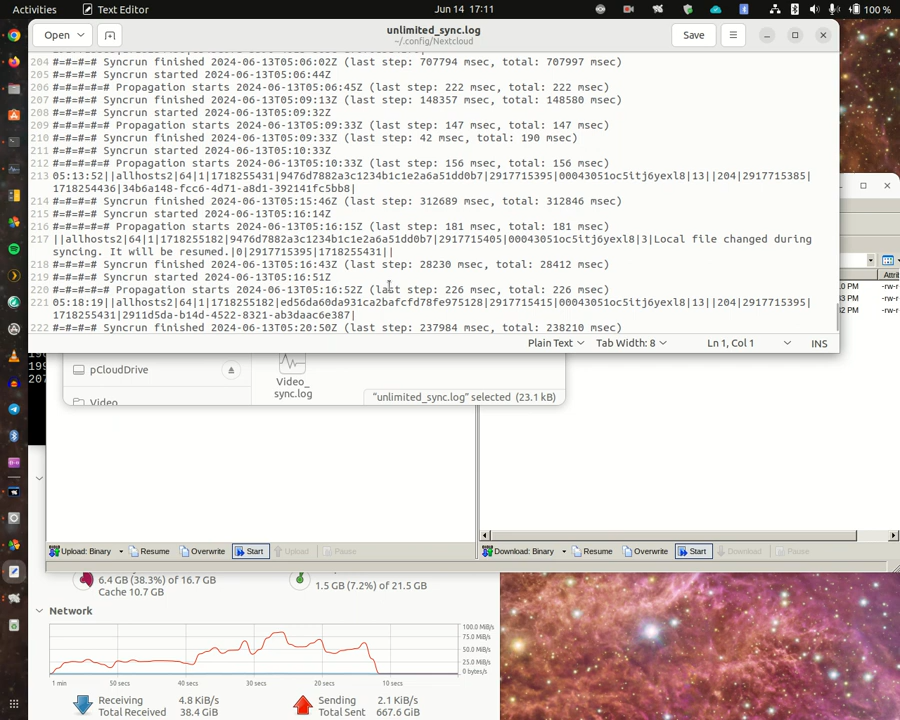 Activities
Text Editor
Jun 14 17:11
100 %
Open
unlimited_sync.log
~/.config/Nextcloud
Save
204 #=#=#=# Syncrun finished 2024-06-13T05:06:02Z (last step: 707794 msec, total: 707997 msec)
205 #=#=#=# Syncrun started 2024-06-13T05:06:44Z
206 #=#=#=#=# Propagation starts 2024-06-13T05:06:45Z (last step: 222 msec, total: 222 msec)
207 #=#=#=# Syncrun finished 2024-06-13T05:09:13Z (last step: 148357 msec, total: 148580 msec)
208 #=#=#=# Syncrun started 2024-06-13T05:09:32Z
209 #=#=#=#=# Propagation starts 2024-06-13T05:09:33Z (last step: 147 msec, total: 147 msec)
210 #=#=#=# Syncrun finished 2024-06-13T05:09:33Z (last step: 42 msec, total: 190 msec)
211 #=#=#=# Syncrun started 2024-06-13T05:10:33Z
212 #=#=#=#=# Propagation starts 2024-06-13T05:10:33Z (last step: 156 msec, total: 156 msec)
213 05:13:52||allhosts2|64|1|1718255431|9476d7882a3c1234b1c1e2a6a51dd0b7|2917715395|00043051oc5itj6yexl8|13||204|2917715385|
1718254436|34b6a148-fcc6-4d71-a8d1-392141fc5bb8|
214 #=#=#=# Syncrun finished 2024-06-13T05:15:46Z (last step: 312689 msec, total: 312846 msec)
215 #=#=#=# Syncrun started 2024-06-13T05:16:14Z
216 #=#=#=#=# Propagation starts 2024-06-13T05:16:15Z (last step: 181 msec, total: 181 msec)
217 ||allhosts2|64|1|1718255182|9476d7882a3c1234b1c1e2a6a51dd0b7|2917715405|00043051oc5itj6yexl8|3|Local file changed during
syncing. It will be resumed.|0|2917715395|1718255431||
218 #=#=#=# Syncrun finished 2024-06-13T05:16:43Z (last step: 28230 msec, total: 28412 msec)
219 #=#=#=# Syncrun started 2024-06-13T05:16:51Z
220 #=#=#=#=# Propagation starts 2024-06-13T05:16:52Z (last step: 226 msec, total: 226 msec)
221 05:18:19||allhosts2|64|1|1718255182|ed56da60da931ca2bafcfd78fe975128|2917715415|00043051oc5itj6yexl8|13||204|2917715395|
1718255431|2911d5da-b14d-4522-8321-ab3daac6e387|
222 #=#=#=# Syncrun finished 2024-06-13T05:20:50Z (last step: 237984 msec, total: 238210 msec)
Plain Text
Tab Width: 8
Ln 1, Col 1
INS
Attri
-rw-r
-rw-r
-rw-r
199
207
pCloudDrive
Video
Video_
sync.log
"unlimited_sync.log" selected (23.1 kB)
Upload: Binary
Resume
Overwrite
Start
Upload
Pause
Download: Binary
Resume
Overwrite
Start
Download
Pause
6.4 GB (38.3%) of 16.7 GB
Cache 10.7 GB
1.5 GB (7.2%) of 21.5 GB
Network
100.0 MiB/s
75.0 MiB/s
50.0 MiB/s
25.0 MiB/s
0 bytes/s
1 min
50 secs
40 secs
30 secs
20 secs
10 secs
Receiving
4.8 KiB/s
Total Received
38.4 GiB
Sending
2.1 KiB/s
Total Sent
667.6 GiB